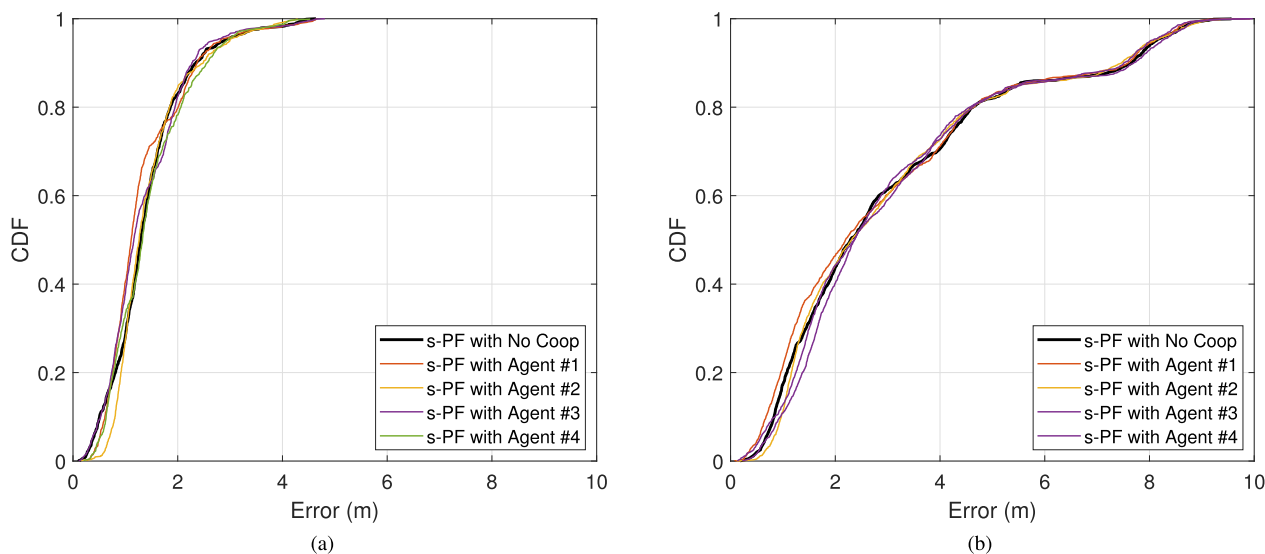 1
0.8
0.6
0.4
0.2
0
CDF
0
2
4
6
8
10
Error (m)
s-PF with No Coop
s-PF with Agent #1
s-PF with Agent #2
s-PF with Agent #3
s-PF with Agent #4
(a)
1
0.8
0.6
0.4
0.2
0
CDF
0
2
4
6
8
10
Error (m)
s-PF with No Coop
s-PF with Agent #1
s-PF with Agent #2
s-PF with Agent #3
s-PF with Agent #4
(b)